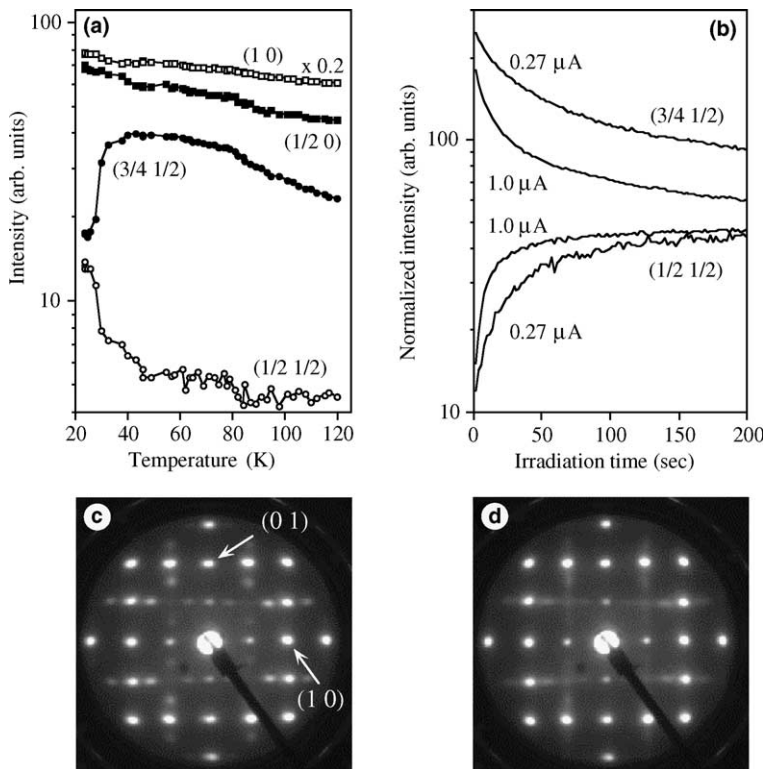 (a)
100
10
Intensity (arb. units)
(1 0)
x 0.2
(1/2 0)
(3/4 1/2)
(1/2 1/2)
20 40 60 80 100 120
Temperature (K)
(b)
100
10
Normalized intensity (arb. units)
0.27 μA
(3/4 1/2)
1.0 μA
1.0 μA
(1/2 1/2)
0.27 μA
0 50 100 150 200
Irradiation time (sec)
c
(0 1)
(1 0)
d